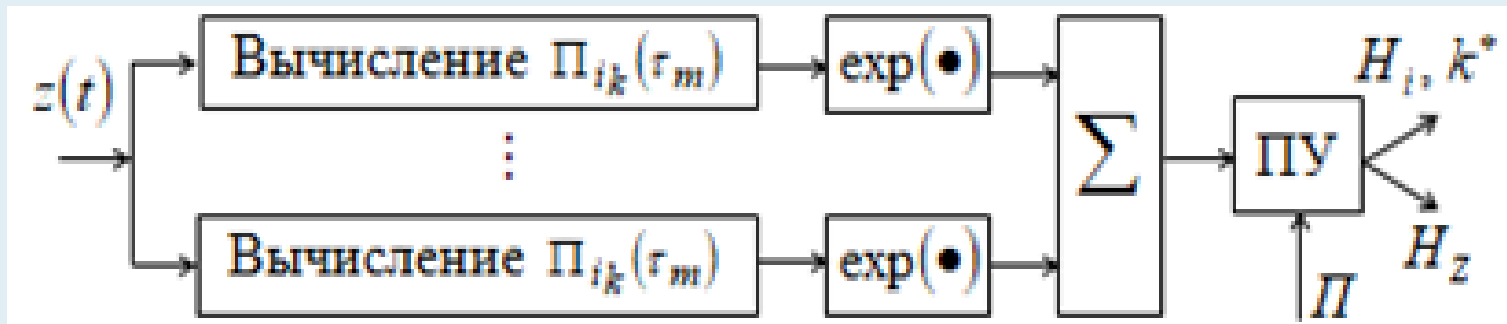 z(t)
Вычисление Π_{i_k}(τ_m)
exp(●)
⋮
Вычисление Π_{i_k}(τ_m)
exp(●)
∑
ПУ
H_i, k*
H_Z
П